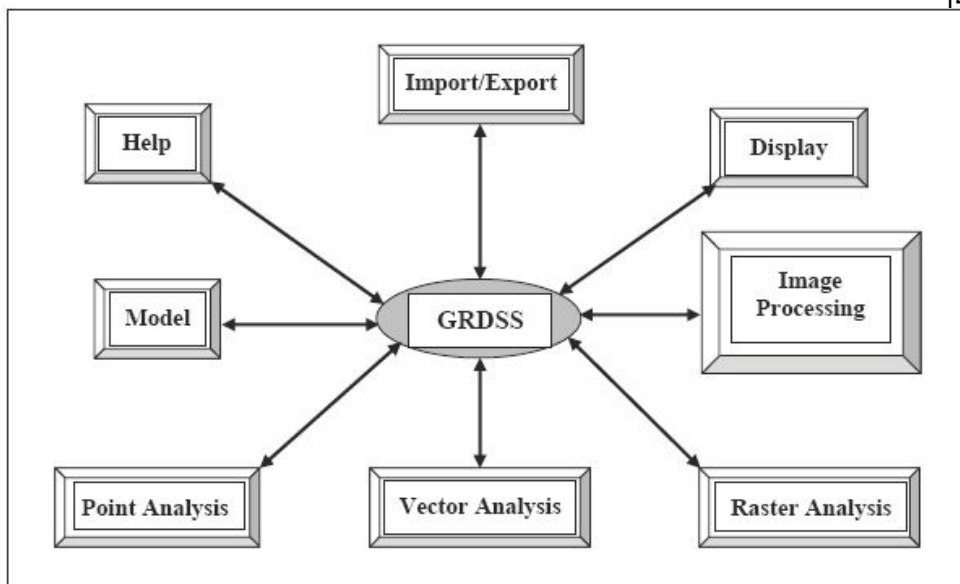 Import/Export
Help
Display
Image
Processing
Model
GRDSS
Point Analysis
Vector Analysis
Raster Analysis